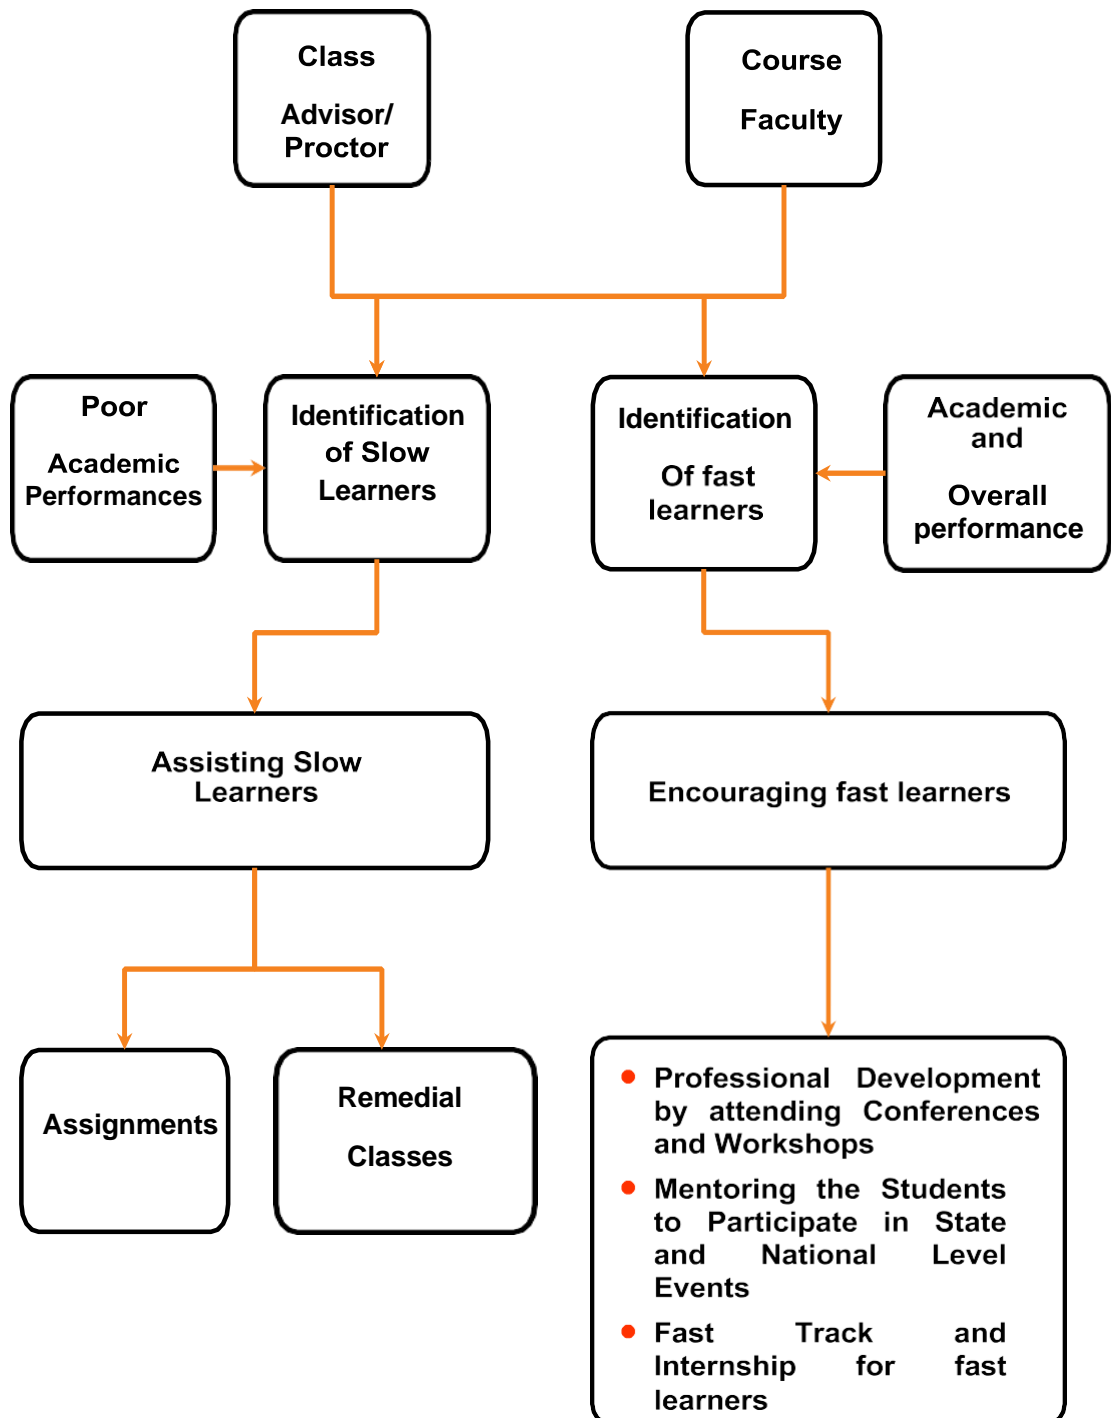 Class
Advisor/
Proctor
Course
Faculty
Poor
Academic
Performances
Identification
of Slow
Learners
Identification
Of fast
learners
Academic
and
Overall
performance
Assisting Slow
Learners
Encouraging fast learners
Assignments
Remedial
Classes
Professional Development
by attending Conferences
and Workshops
Mentoring the Students
to Participate in State
and National Level
Events
Fast Track and
Internship for fast
learners